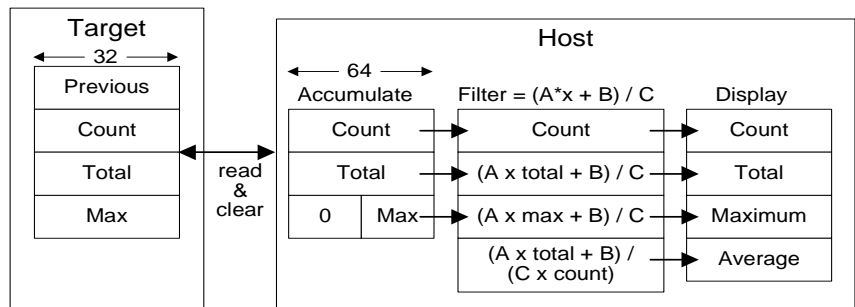 Target
32
Previous
Count
Total
Max
read
&
clear
Host
64
Accumulate
Count
Total
0 Max
Filter = (A*x + B) / C
Count
(A x total + B) / C
(A x max + B) / C
(A x total + B) /
(C x count)
Display
Count
Total
Maximum
Average